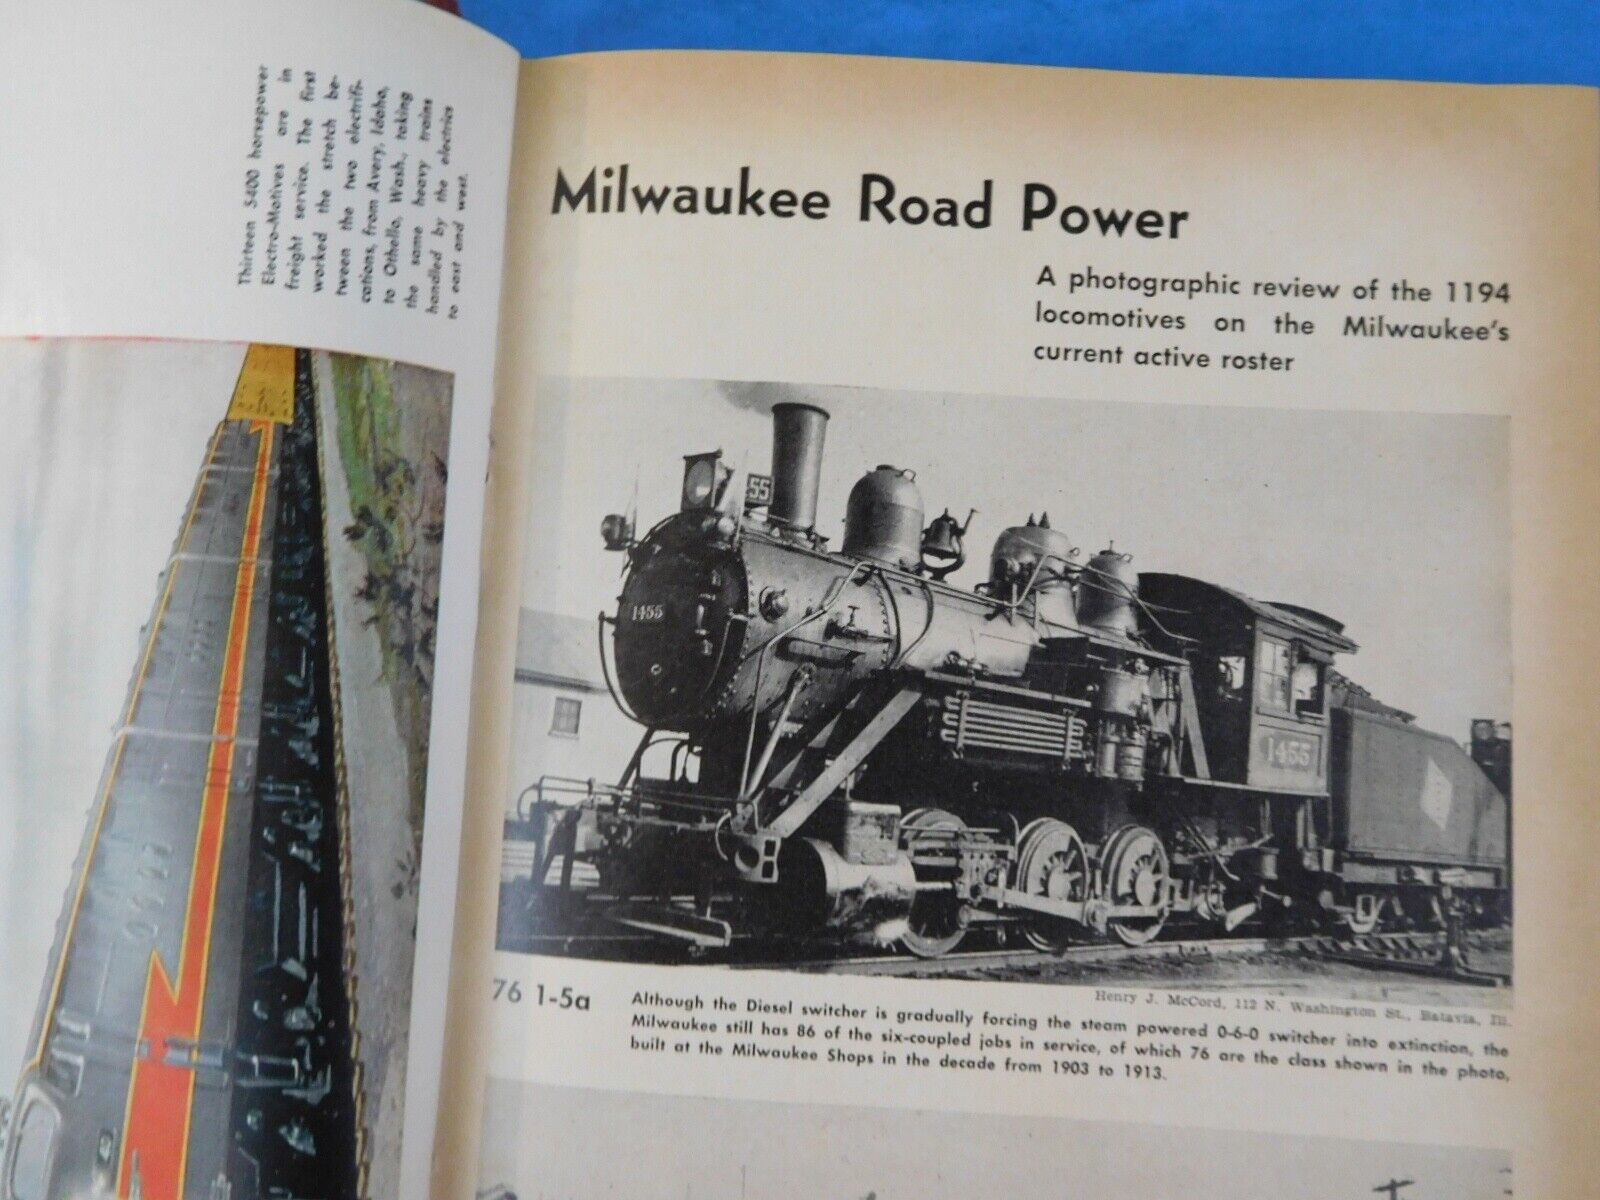 Thirteen 5400 horsepower
Electro-Motives are in
freight service. The first
worked the stretch be-
tween the two electrifi-
cations, from Avery, Idaho,
to Othello, Wash., taking
the same heavy trains
handled by the electrics
to east and west.
Milwaukee Road Power
A photographic review of the 1194
locomotives on the Milwaukee's
current active roster
55
1455
1455
Henry J. McCord, 112 N. Washington St., Batavia, Ill.
76 1-5a
Although the Diesel switcher is gradually forcing the steam powered 0-6-0 switcher into extinction, the
Milwaukee still has 86 of the six-coupled jobs in service, of which 76 are the class shown in the photo,
built at the Milwaukee Shops in the decade from 1903 to 1913.